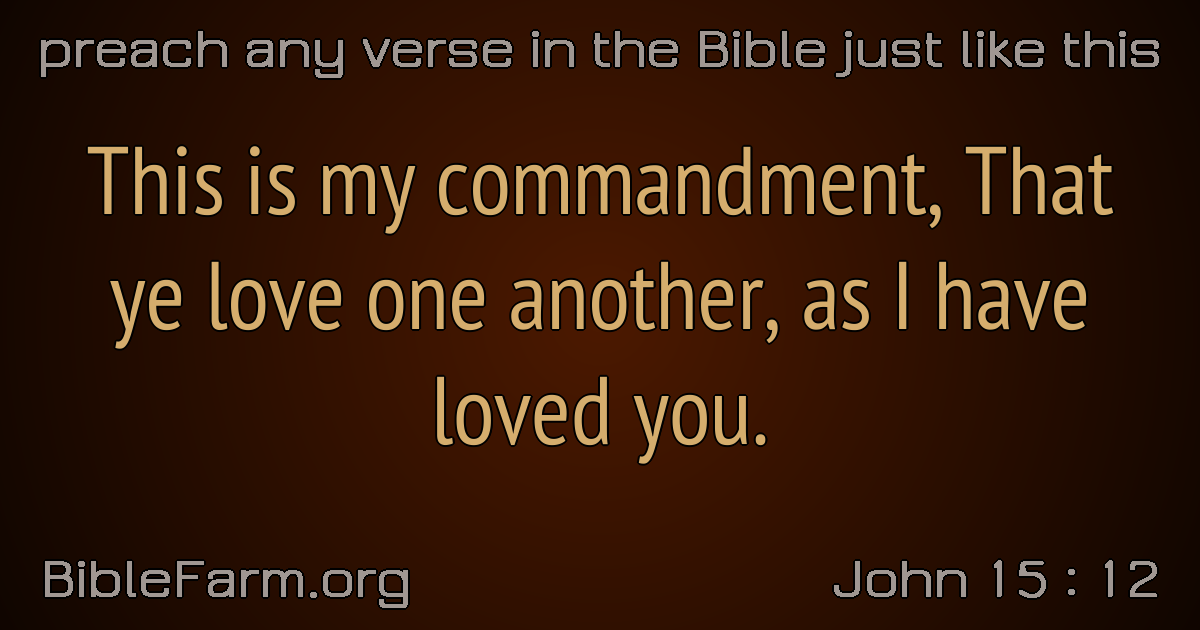 preach any verse in the Bible just like this
This is my commandment, That
ye love one another, as I have
loved you.
BibleFarm.org
John 15 : 12